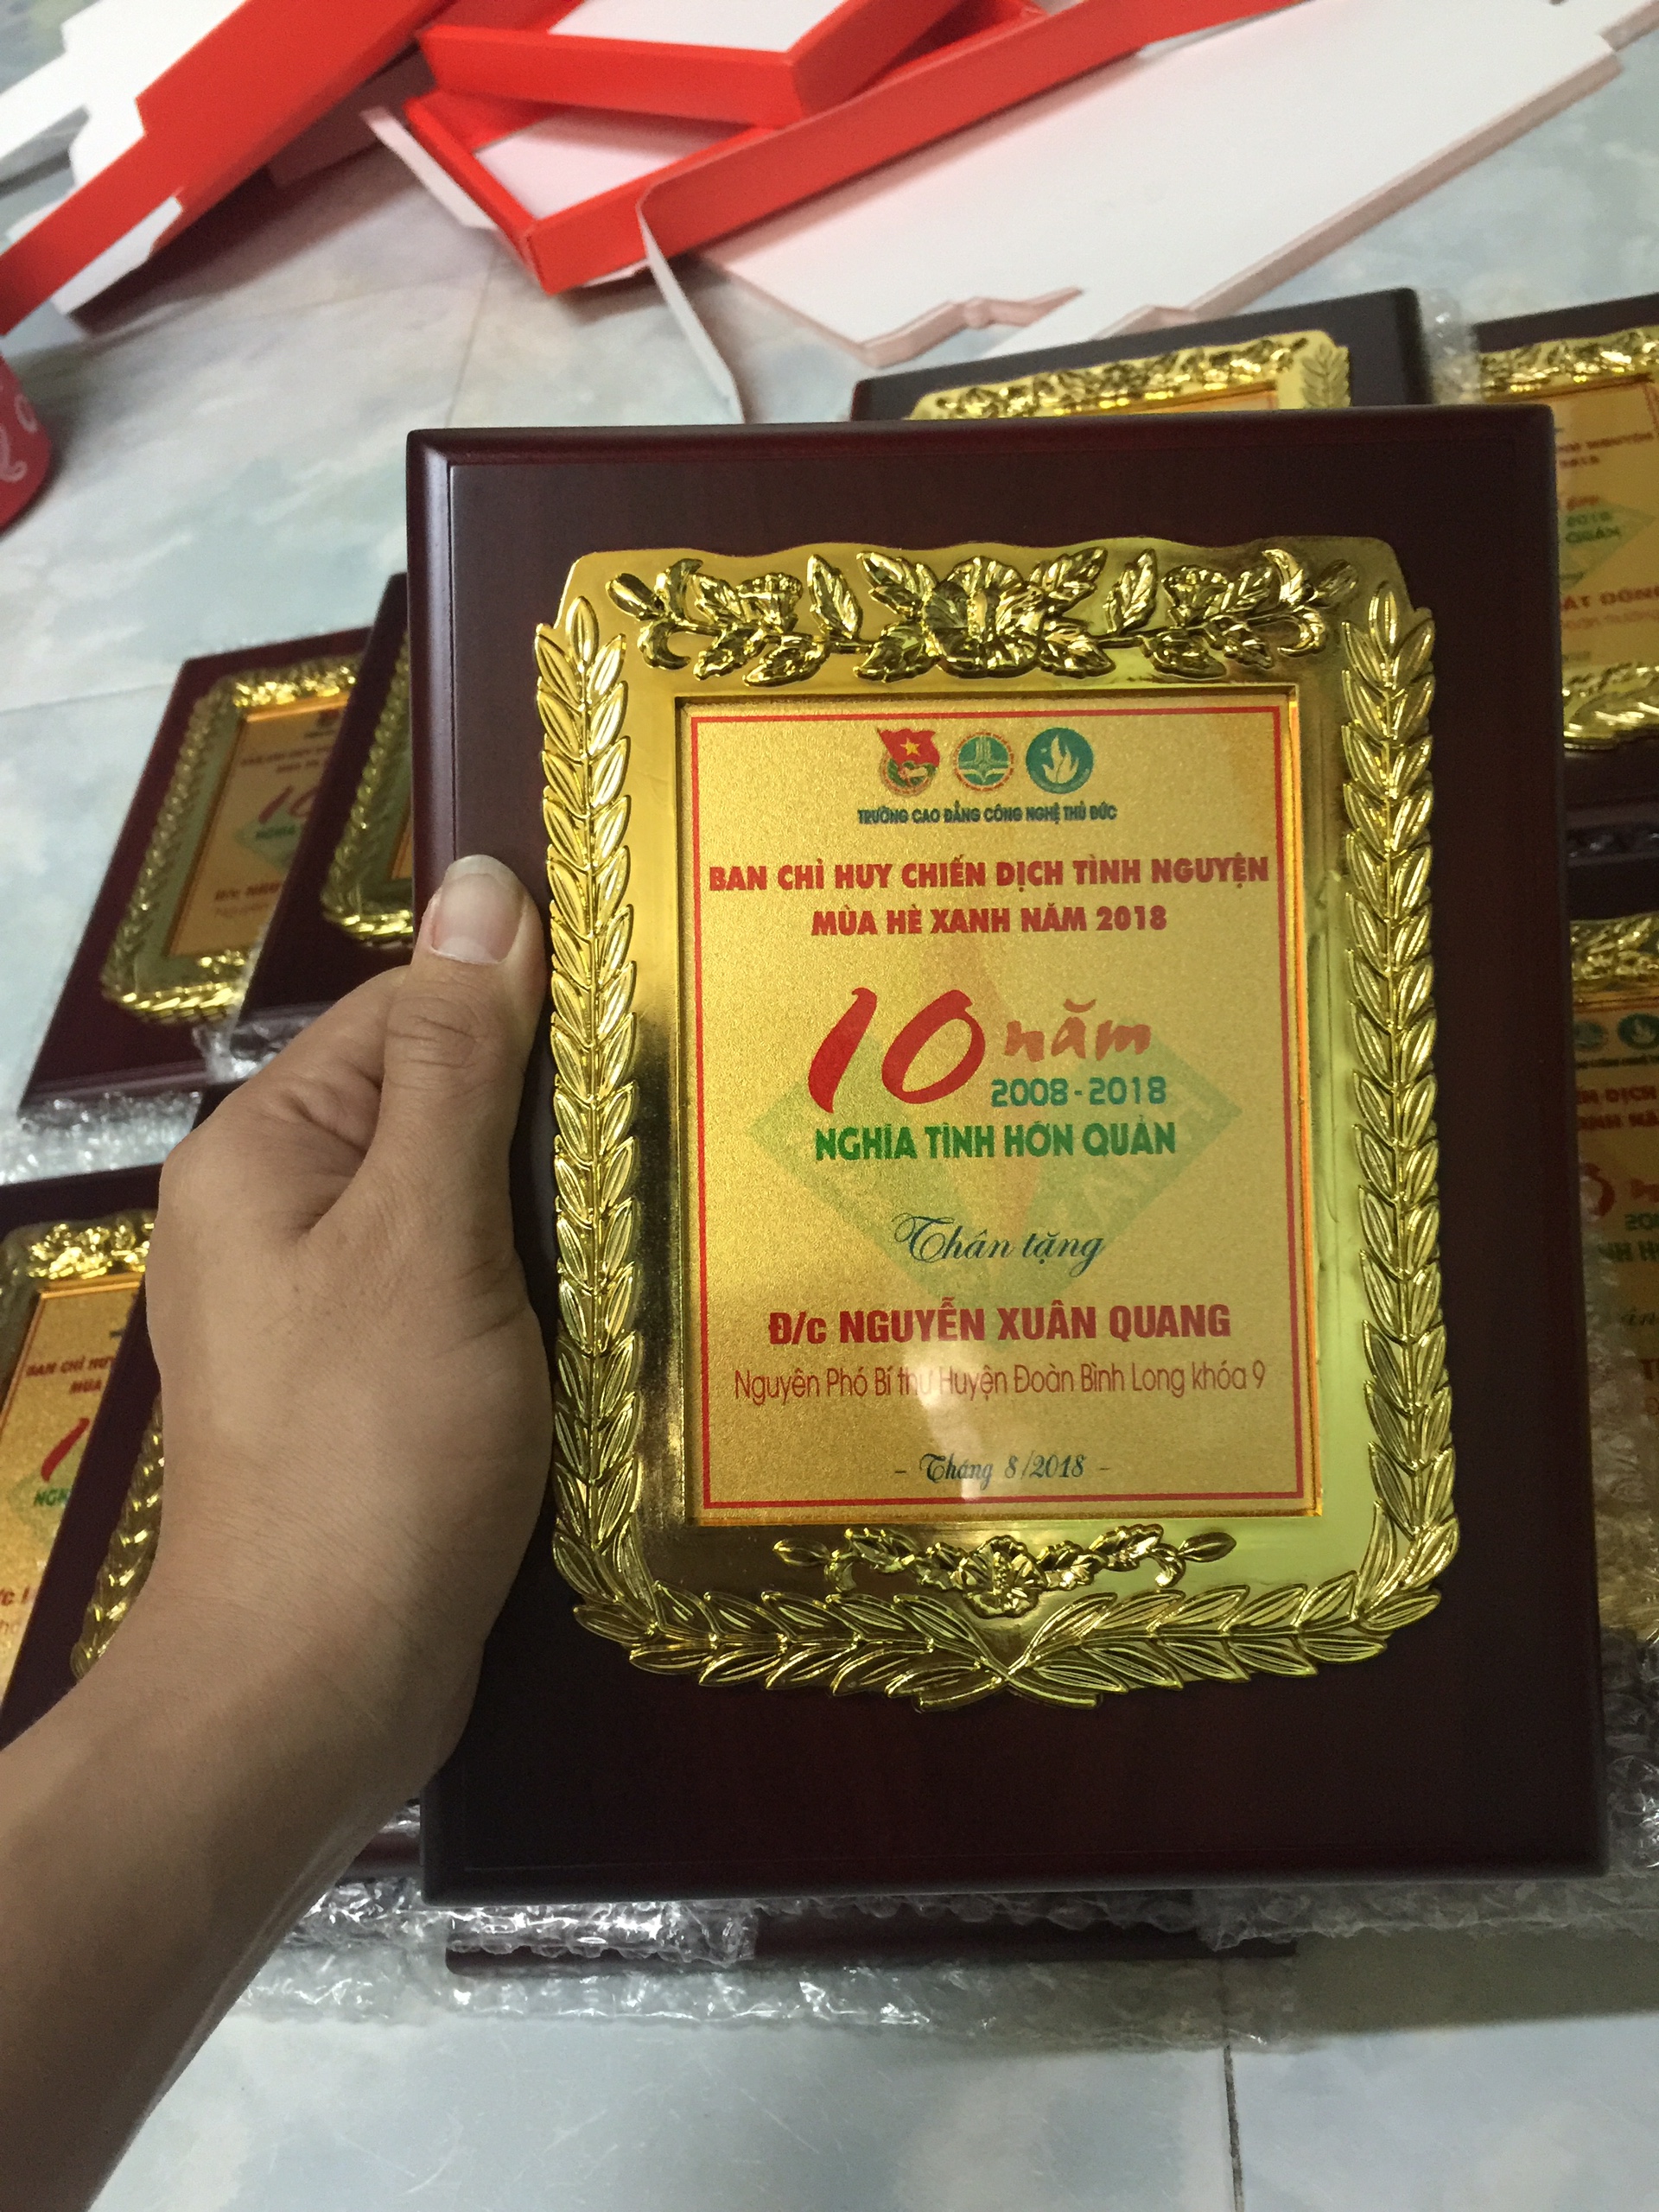 TRƯỜNG CAO ĐẲNG CÔNG NGHỆ THỦ ĐỨC
BAN CHỈ HUY CHIẾN DỊCH TÌNH NGUYỆN
MÙA HÈ XANH NĂM 2018
10 năm
2008-2018
NGHĨA TÌNH HỚN QUẢN
Thân tặng
Đ/c NGUYỄN XUÂN QUANG
Nguyên Phó Bí thư Huyện Đoàn Bình Long khóa 9
- Tháng 8/2018 -